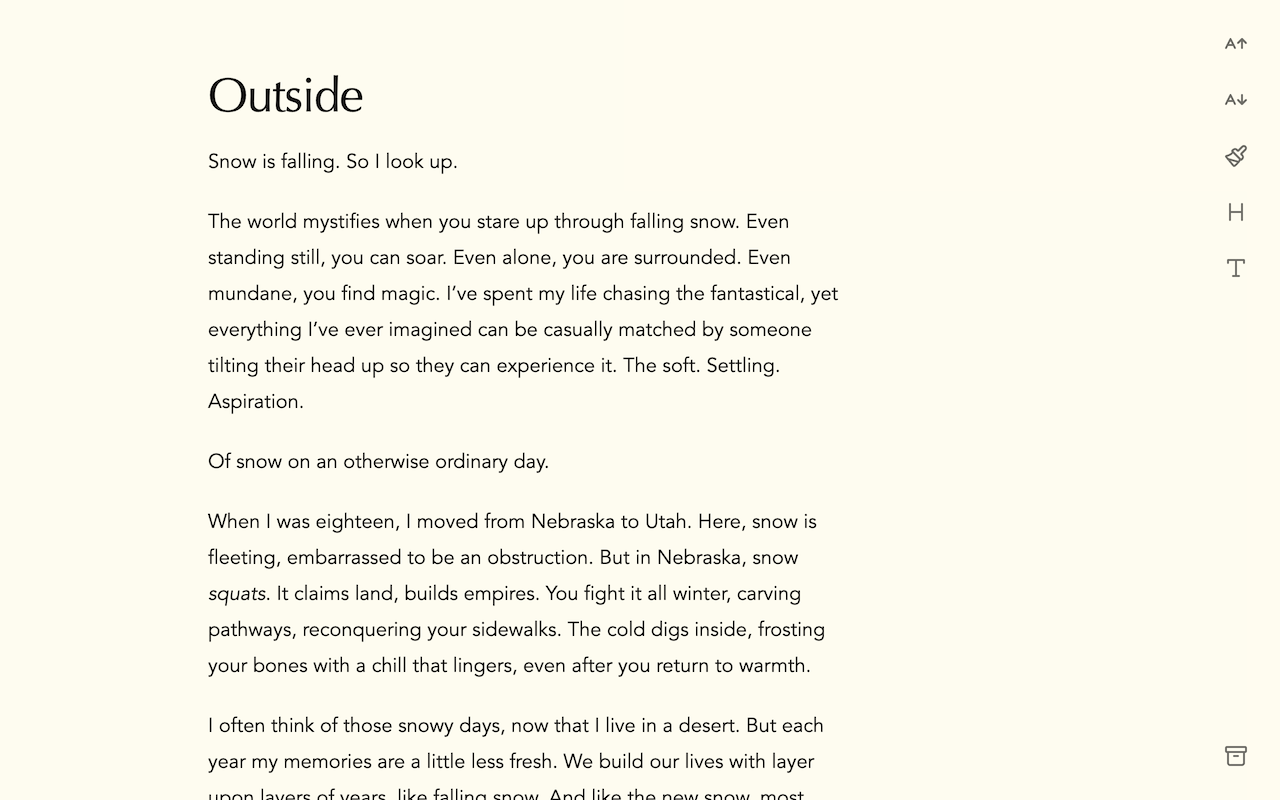 Outside
Snow is falling. So I look up.
The world mystifies when you stare up through falling snow. Even
standing still, you can soar. Even alone, you are surrounded. Even
mundane, you find magic. I’ve spent my life chasing the fantastical, yet
everything I’ve ever imagined can be casually matched by someone
tilting their head up so they can experience it. The soft. Settling.
Aspiration.
Of snow on an otherwise ordinary day.
When I was eighteen, I moved from Nebraska to Utah. Here, snow is
fleeting, embarrassed to be an obstruction. But in Nebraska, snow
squats. It claims land, builds empires. You fight it all winter, carving
pathways, reconquering your sidewalks. The cold digs inside, frosting
your bones with a chill that lingers, even after you return to warmth.
I often think of those snowy days, now that I live in a desert. But each
year my memories are a little less fresh. We build our lives with layer
upon layers of years, like falling snow. And like the new snow, most
A↑
A↓
H
T